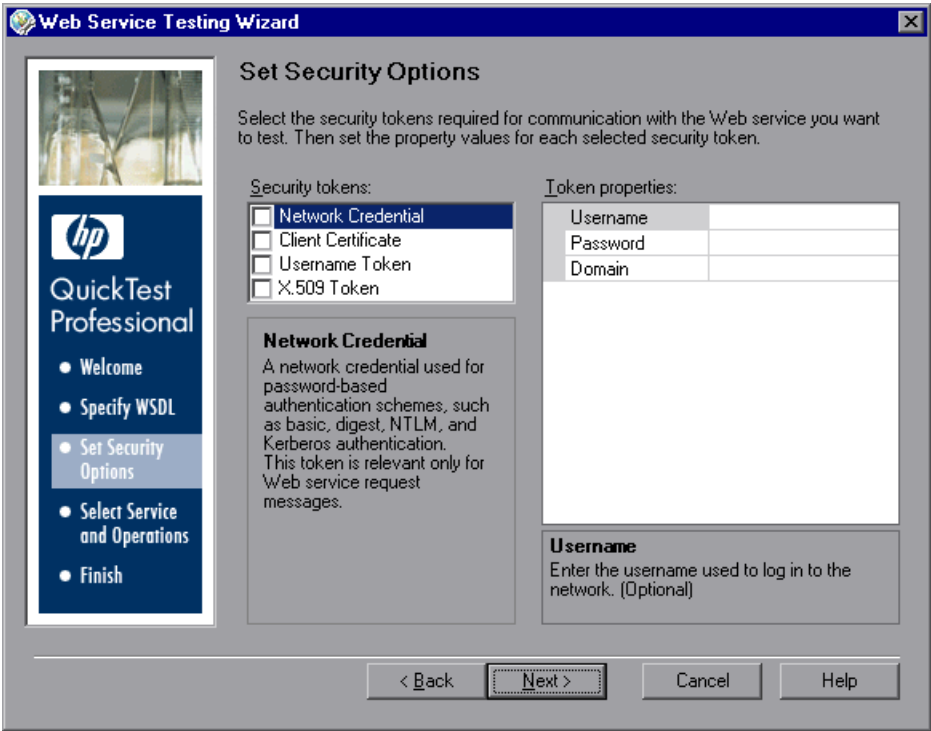 Web Service Testing Wizard
Set Security Options
Select the security tokens required for communication with the Web service you want
to test. Then set the property values for each selected security token.
hp
QuickTest
Professional
Welcome
Specify WSDL
Set Security
Options
Select Service
and Operations
Finish
Security tokens:
Network Credential
Client Certificate
Username Token
X.509 Token
Network Credential
A network credential used for
password-based
authentication schemes, such
as basic, digest, NTLM, and
Kerberos authentication.
This token is relevant only for
Web service request
messages.
Token properties:
Username
Password
Domain
Username
Enter the username used to log in to the
network. (Optional)
< Back
Next >
Cancel
Help